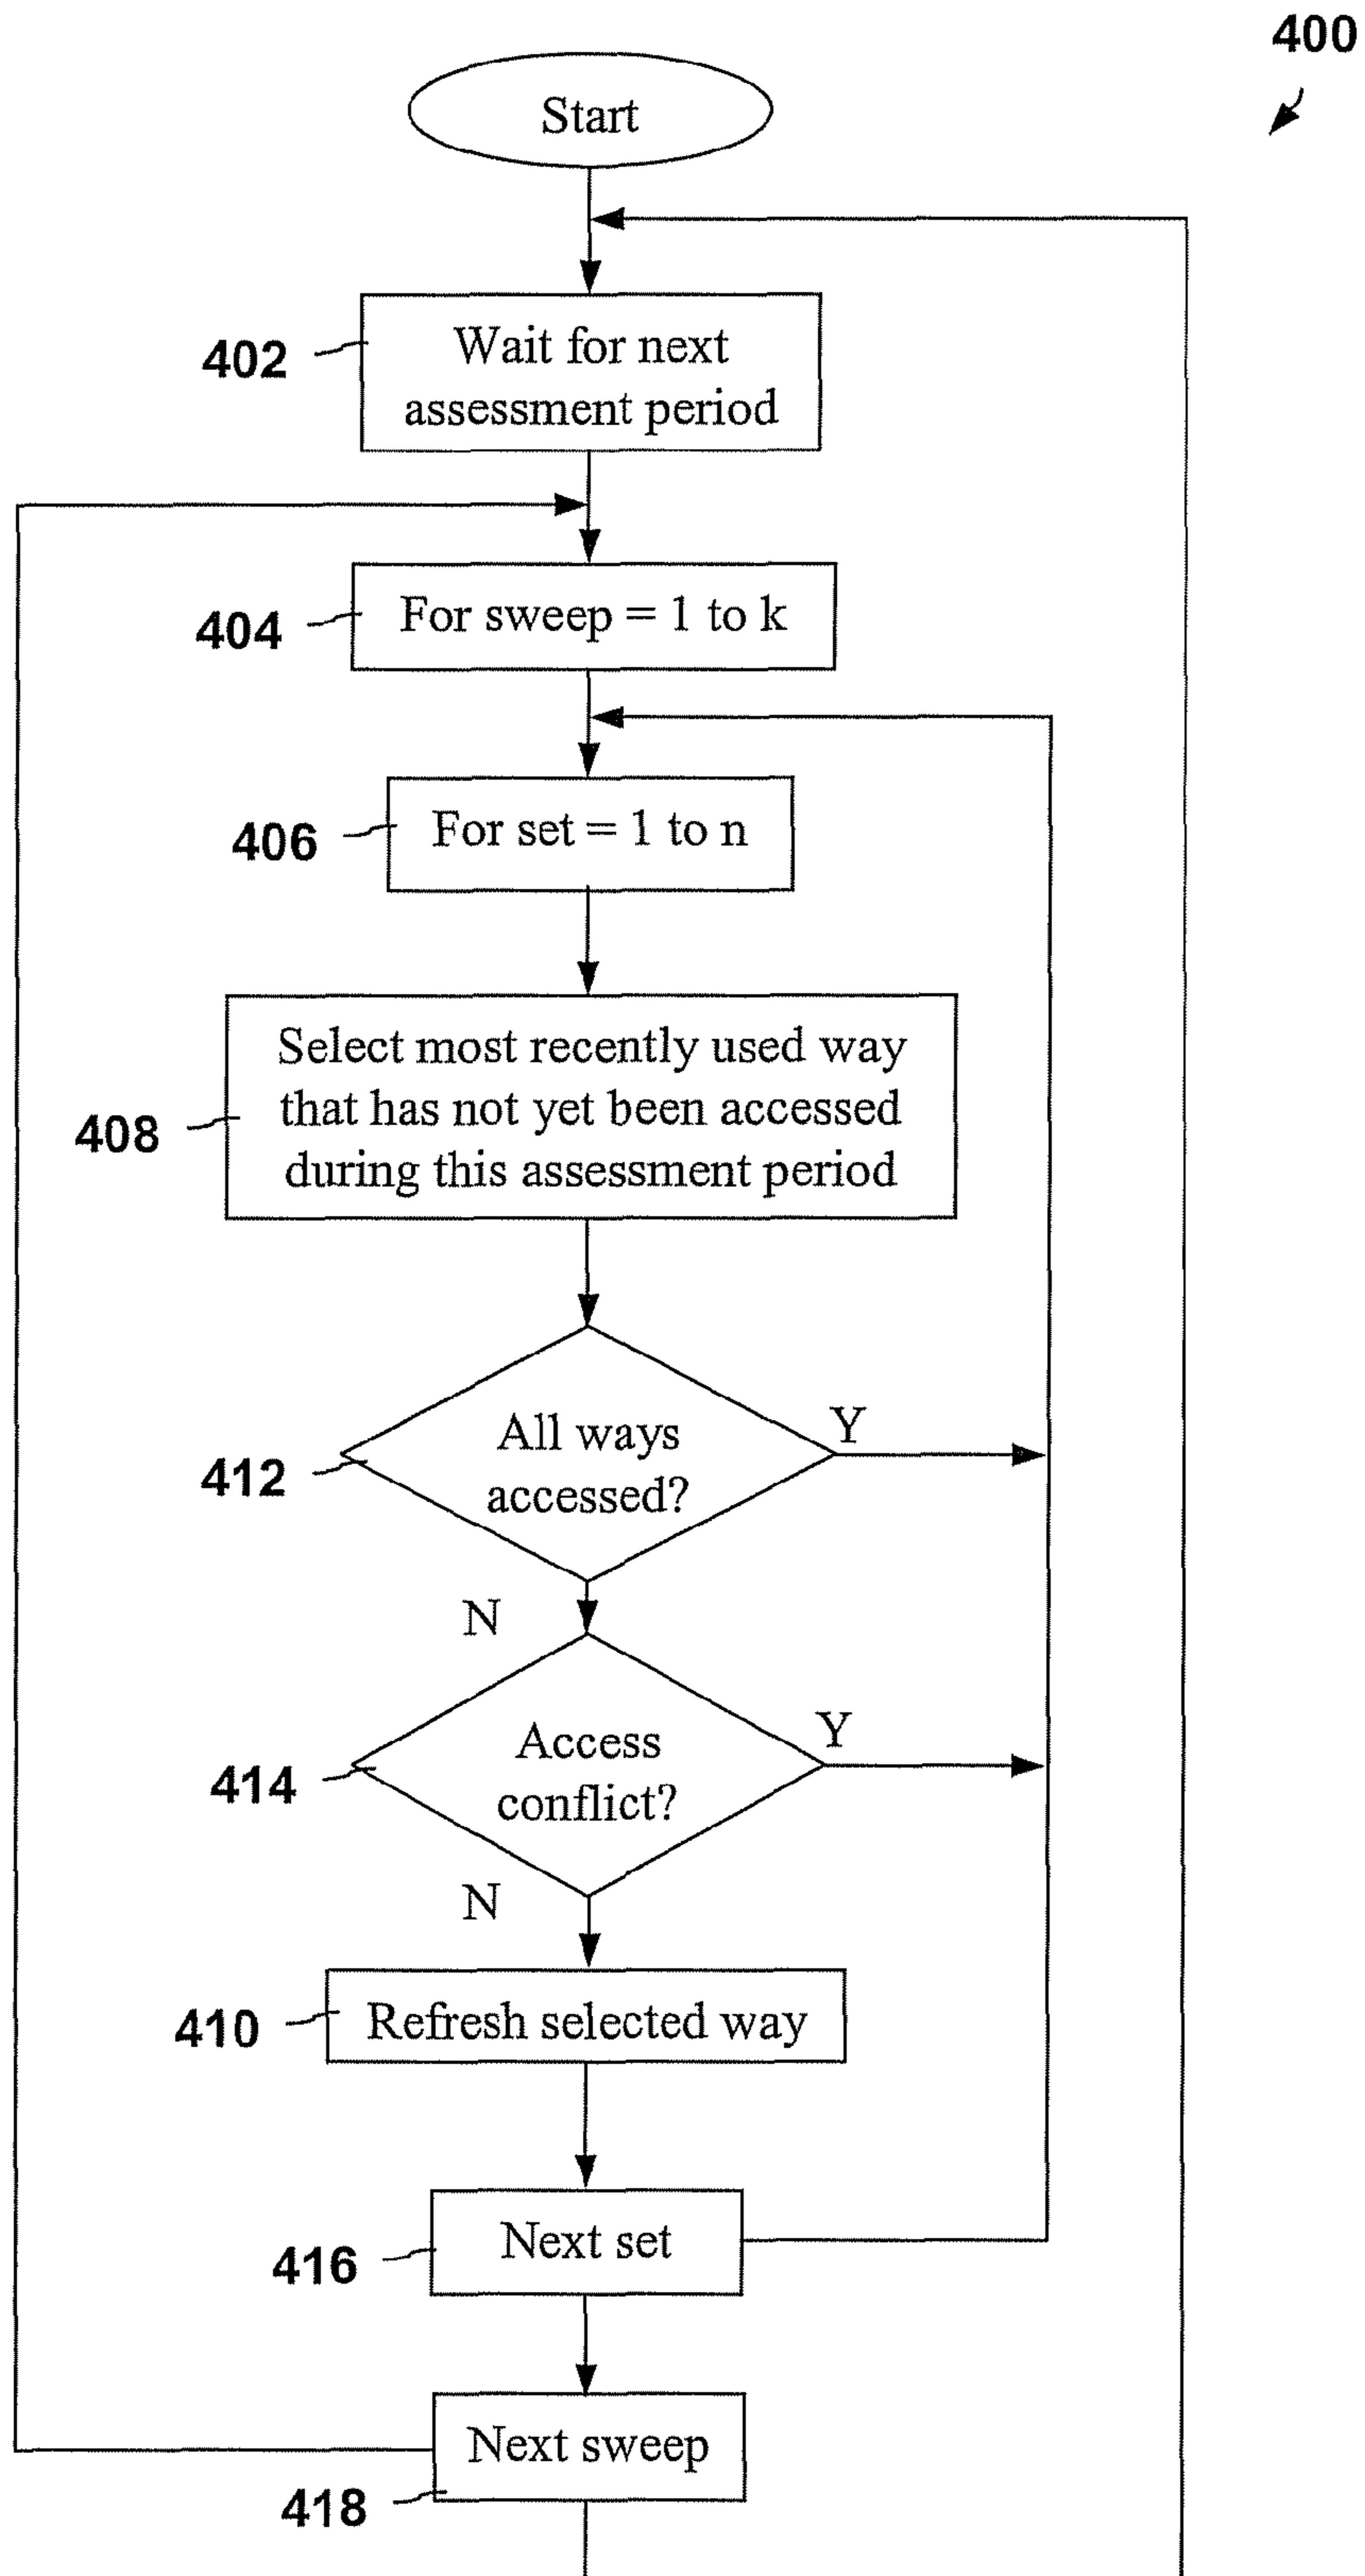 400
Start
402
Wait for next
assessment period
404
For sweep = 1 to k
406
For set = 1 to n
408
Select most recently used way
that has not yet been accessed
during this assessment period
412
All ways
accessed?
Y
N
414
Access
conflict?
Y
N
410
Refresh selected way
416
Next set
Next sweep
418